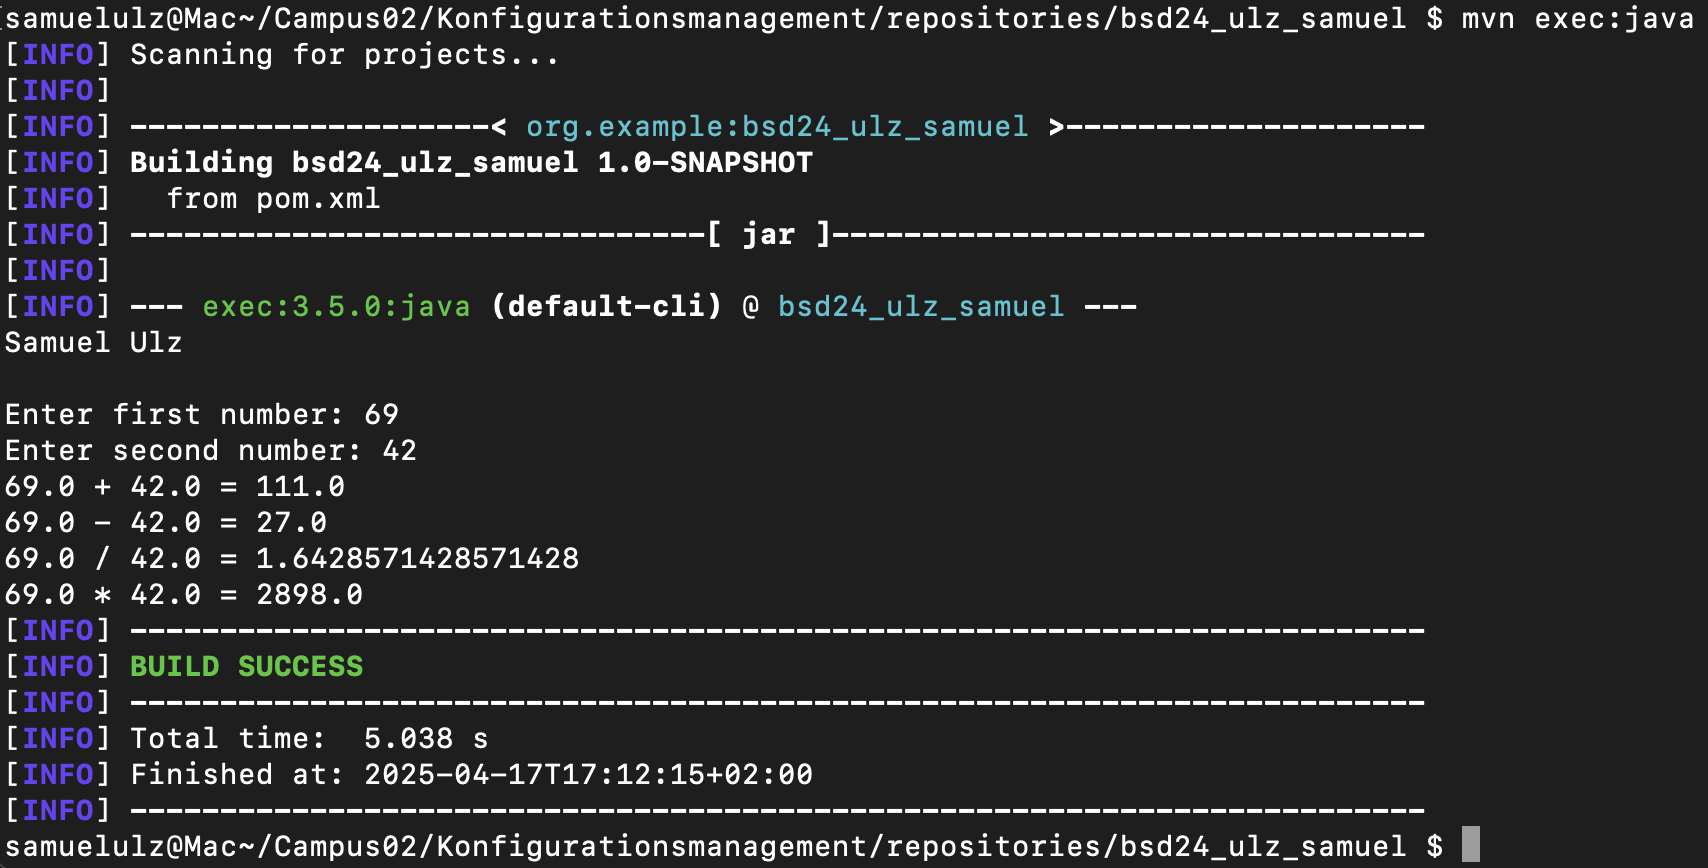 samuelulz@Mac~/Campus02/Konfigurationsmanagement/repositories/bsd24_ulz_samuel $ mvn exec:java
[INFO] Scanning for projects...
[INFO]
[INFO] --------------------< org.example:bsd24_ulz_samuel >--------------------
[INFO] Building bsd24_ulz_samuel 1.0-SNAPSHOT
[INFO]   from pom.xml
[INFO] --------------------------------[ jar ]---------------------------------
[INFO]
[INFO] --- exec:3.5.0:java (default-cli) @ bsd24_ulz_samuel ---
Samuel Ulz

Enter first number: 69
Enter second number: 42
69.0 + 42.0 = 111.0
69.0 - 42.0 = 27.0
69.0 / 42.0 = 1.6428571428571428
69.0 * 42.0 = 2898.0
[INFO] ------------------------------------------------------------------------
[INFO] BUILD SUCCESS
[INFO] ------------------------------------------------------------------------
[INFO] Total time:  5.038 s
[INFO] Finished at: 2025-04-17T17:12:15+02:00
[INFO] ------------------------------------------------------------------------
samuelulz@Mac~/Campus02/Konfigurationsmanagement/repositories/bsd24_ulz_samuel $